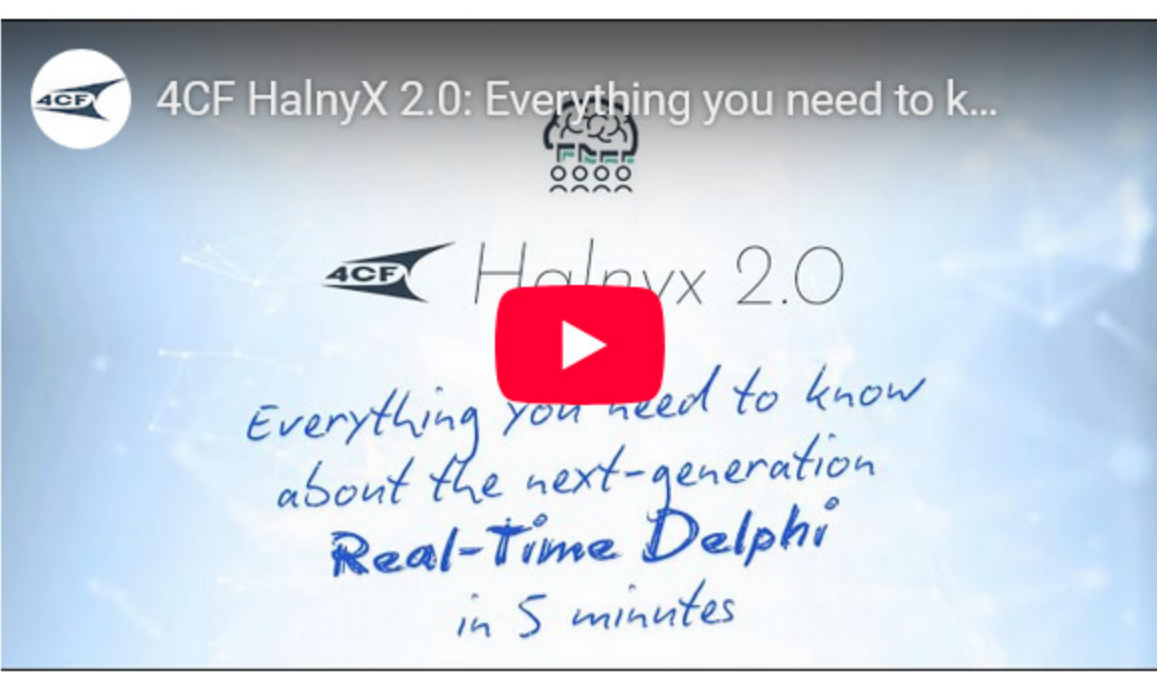 4CF
4CF HalnyX 2.0: Everything you need to k...
FREE
4CF Halnyx 2.0
Everything you need to know
about the next-generation
Real-Time Delphi
in 5 minutes